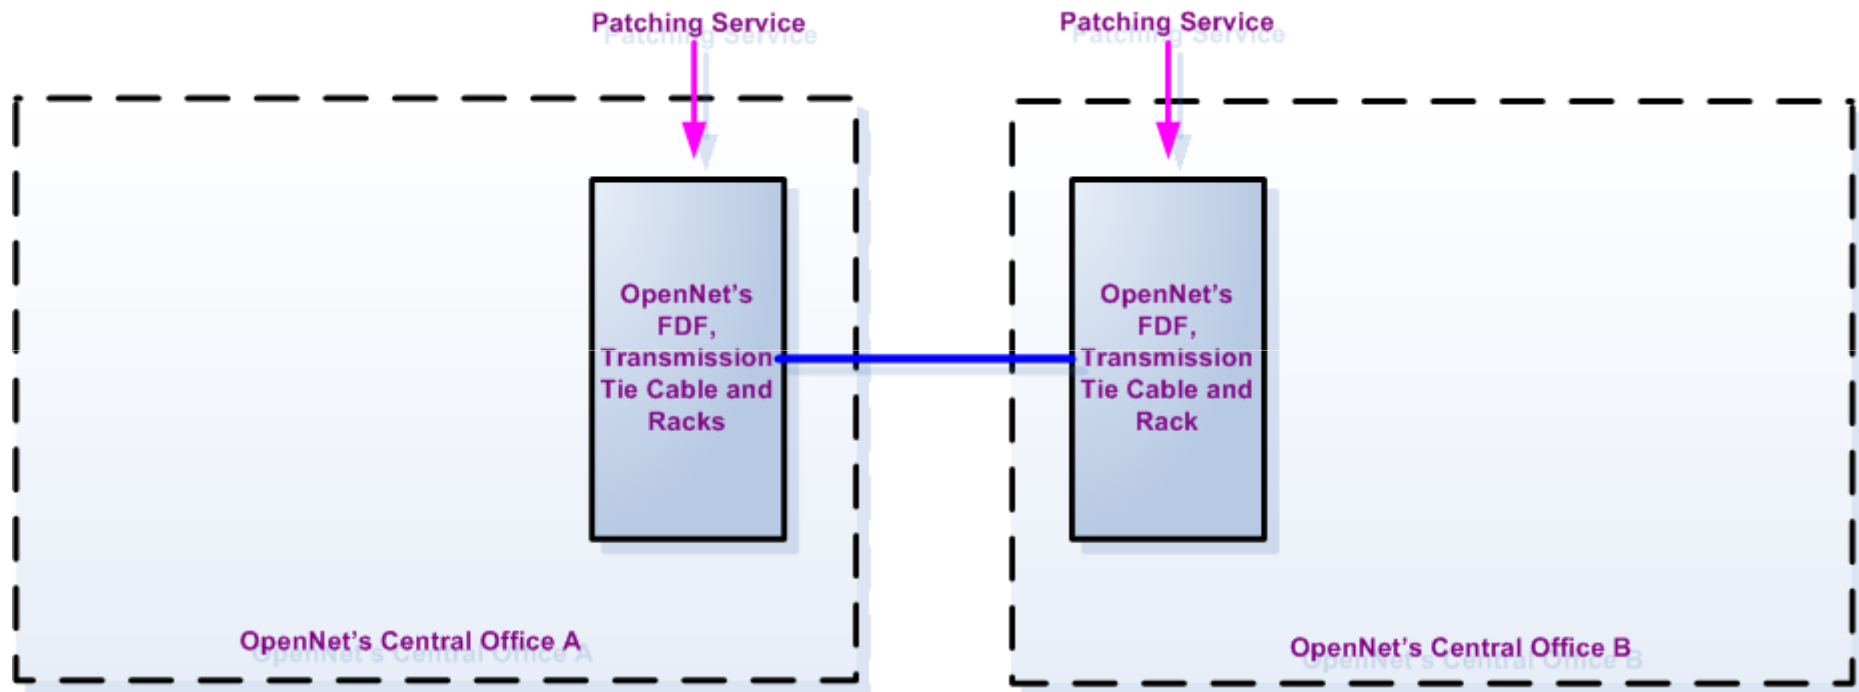 Patching Service
Patching Service
OpenNet's
FDF,
Transmission
Tie Cable and
Racks
OpenNet's
FDF,
Transmission
Tie Cable and
Rack
OpenNet's Central Office A
OpenNet's Central Office B